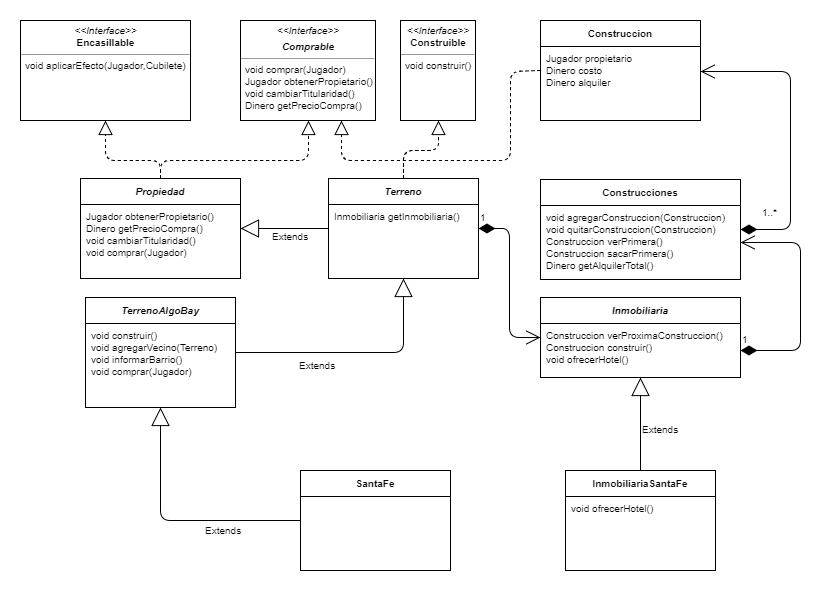 <<Interface>>
Encasillable
void aplicarEfecto(Jugador,Cubilete)
<<Interface>>
Comprable
void comprar(Jugador)
Jugador obtenerPropietario()
void cambiarTitularidad()
Dinero getPrecioCompra()
<<Interface>>
Construible
void construir()
Construccion
Jugador propietario
Dinero costo
Dinero alquiler
Propiedad
Jugador obtenerPropietario()
Dinero getPrecioCompra()
void cambiarTitularidad()
void comprar(Jugador)
Extends
Terreno
Inmobiliaria getInmobiliaria()
1
Construcciones
void agregarConstruccion(Construccion)
void quitarConstruccion(Construccion)
Construccion verPrimera()
Construccion sacarPrimera()
Dinero getAlquilerTotal()
1..*
TerrenoAlgoBay
void construir()
void agregarVecino(Terreno)
void informarBarrio()
void comprar(Jugador)
Extends
Inmobiliaria
Construccion verProximaConstruccion()
Construccion construir()
void ofrecerHotel()
1
Extends
SantaFe
Extends
InmobiliariaSantaFe
void ofrecerHotel()